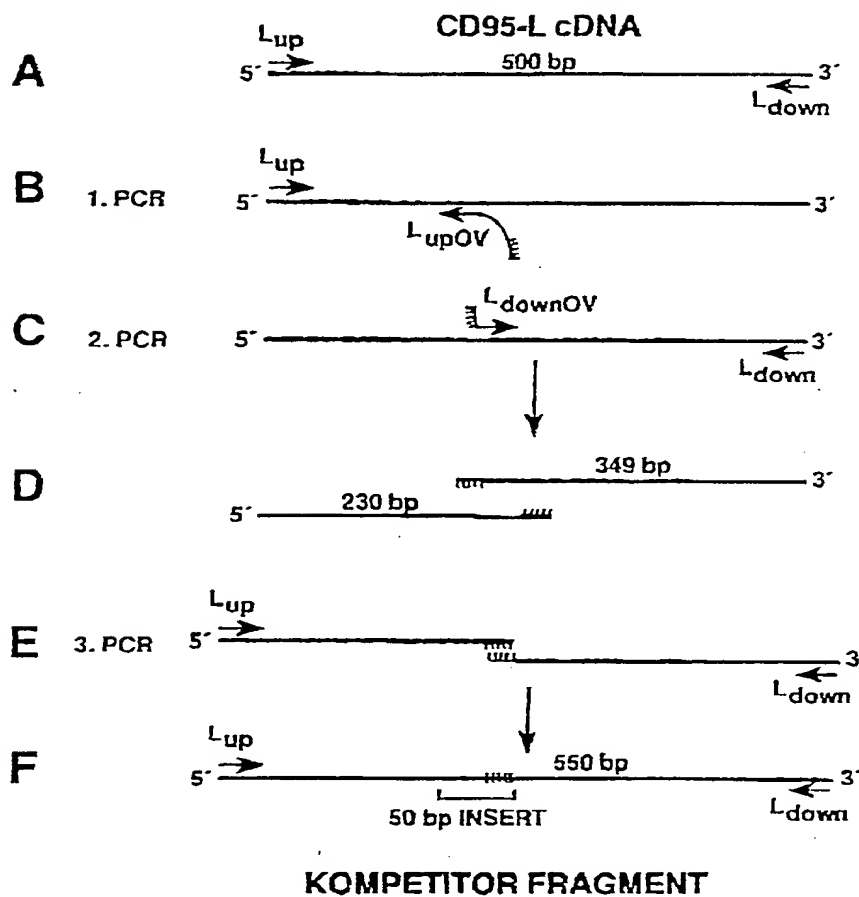 CD95-L cDNA
A
Lup
5´
500 bp
3´
Ldown
B
1. PCR
Lup
5´
3´
LupOV
C
2. PCR
LdownOV
5´
3´
Ldown
D
349 bp
3´
230 bp
5´
E
3. PCR
Lup
5´
3
Ldown
F
Lup
5´
550 bp
3´
Ldown
50 bp INSERT
KOMPETITOR FRAGMENT